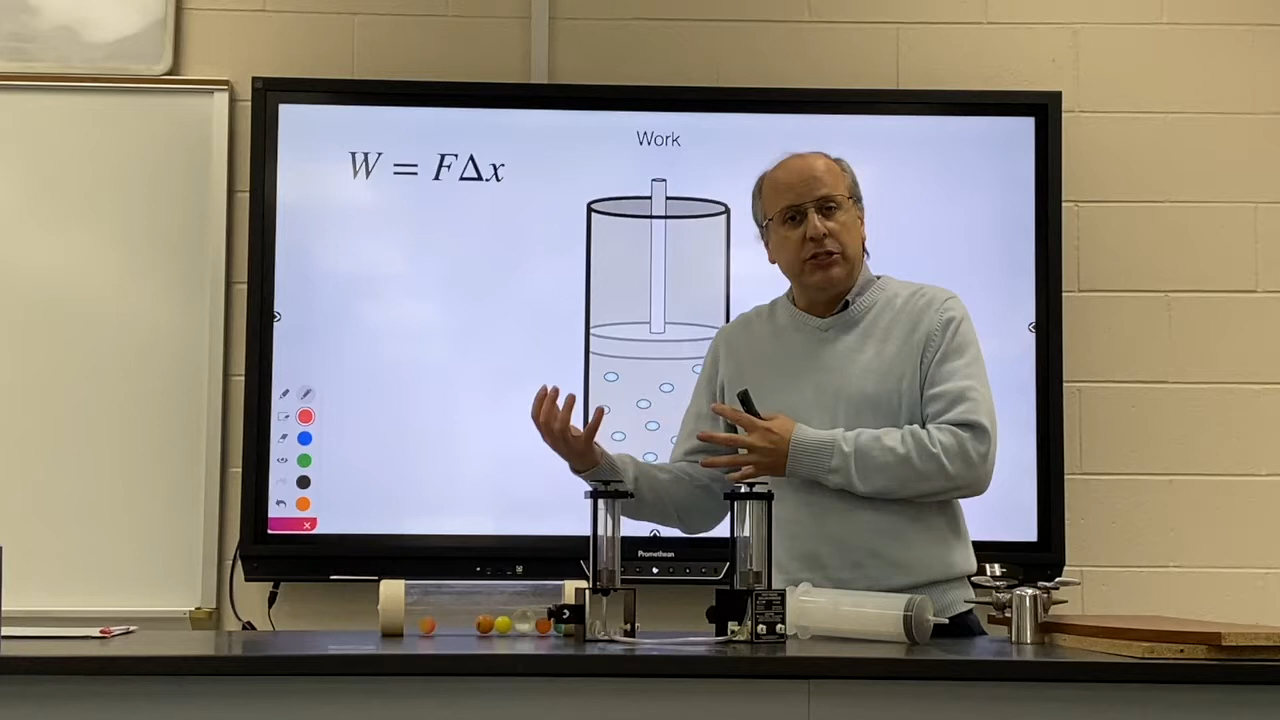 Work
W = FΔx
Promethean